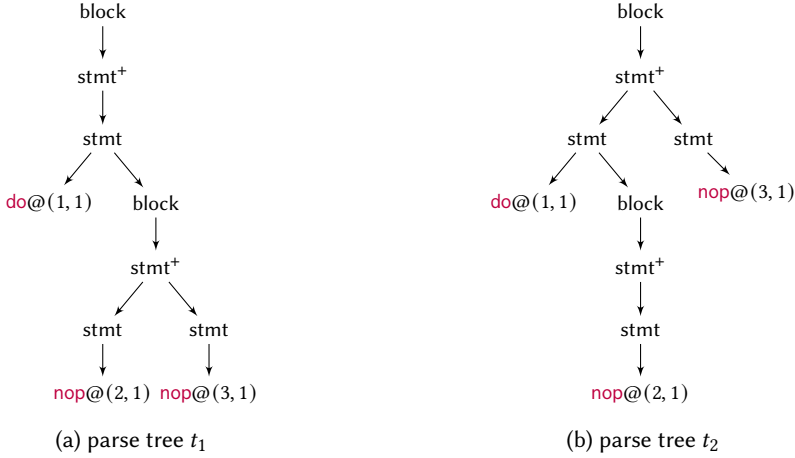 block block
stmt+ stmt+
stmt stmt stmt
do@(1, 1) block do@(1, 1) block nop@(3, 1)
stmt+ stmt+
stmt stmt stmt
nop@(2, 1) nop@(3, 1) nop@(2, 1)
(a) parse tree t1 (b) parse tree t2